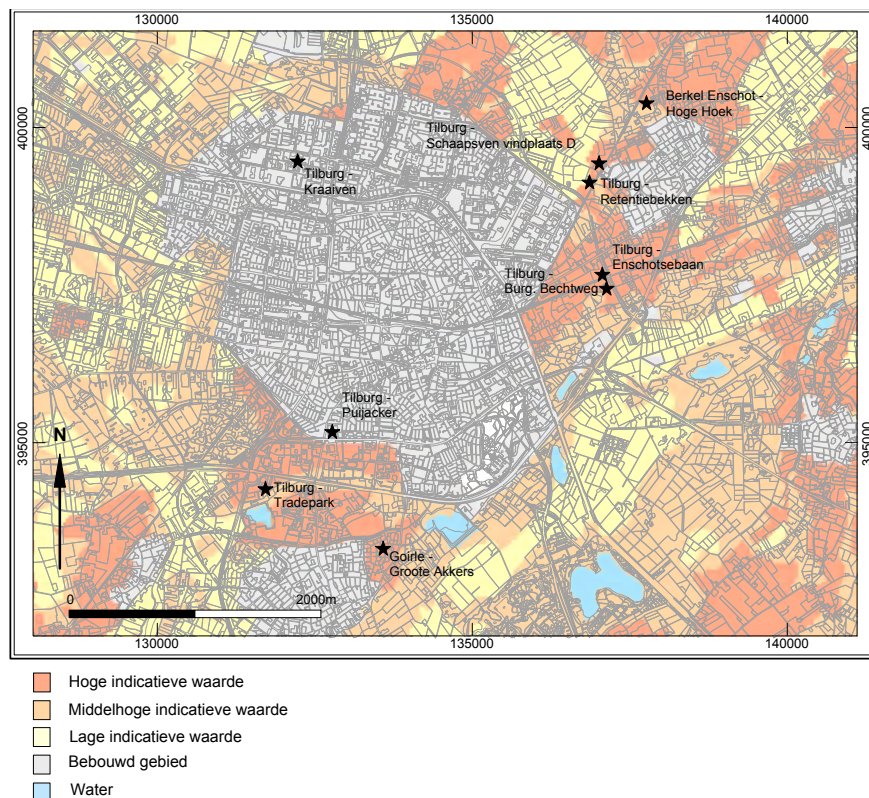 130000
135000
140000
400000
400000
Berkel Enschot -
Hoge Hoek
Tilburg -
Schaapsven vindplaats D
Tilburg -
Kraaiven
Tilburg -
Retentiebekken
Tilburg -
Enschotsebaan
Tilburg -
Burg. Bechtweg
Tilburg -
Puijacker
395000
395000
N
Tilburg -
Tradepark
Goirle -
Groote Akkers
0
2000m
130000
135000
140000
Hoge indicatieve waarde
Middelhoge indicatieve waarde
Lage indicatieve waarde
Bebouwd gebied
Water